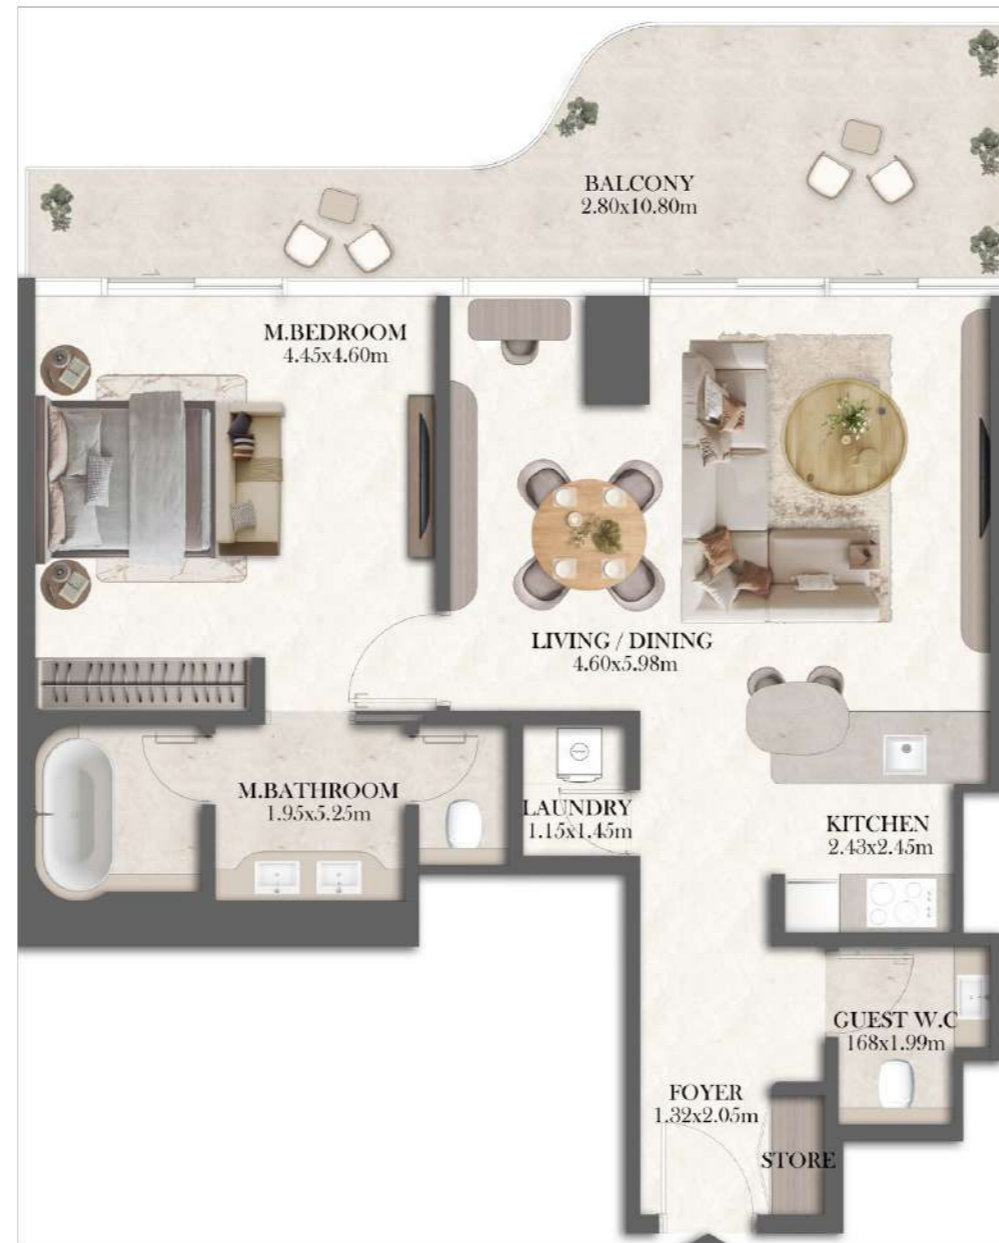 BALCONY
2.80x10.80m
M.BEDROOM
4.45x4.60m
LIVING / DINING
4.60x5.98m
M.BATHROOM
1.95x5.25m
LAUNDRY
1.15x1.45m
KITCHEN
2.43x2.45m
GUEST W.C
168x1.99m
FOYER
1.32x2.05m
STORE